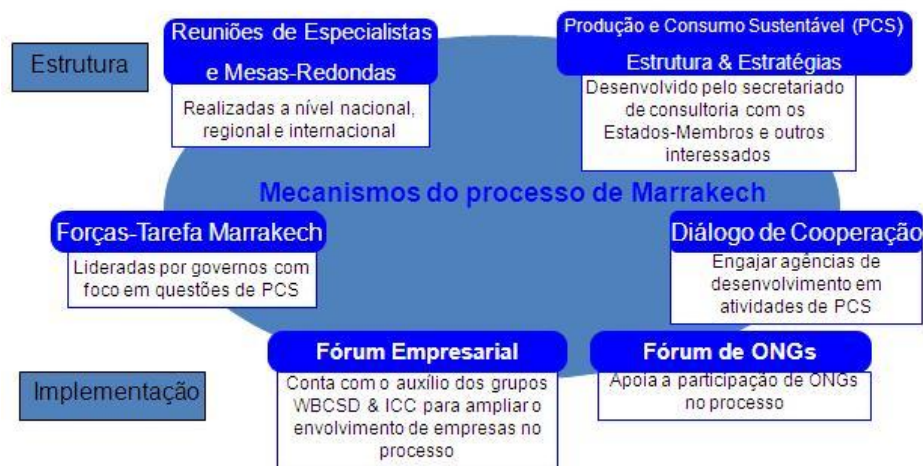 Estrutura
Reuniões de Especialistas
e Mesas-Redondas
Realizadas a nível nacional,
regional e internacional
Produção e Consumo Sustentável (PCS)
Estrutura & Estratégias
Desenvolvido pelo secretariado
de consultoria com os
Estados-Membros e outros
interessados
Mecanismos do processo de Marrakech
Forças-Tarefa Marrakech
Lideradas por governos com
foco em questões de PCS
Diálogo de Cooperação
Engajar agências de
desenvolvimento em
atividades de PCS
Implementação
Fórum Empresarial
Conta com o auxílio dos grupos
WBCSD & ICC para ampliar o
envolvimento de empresas no
processo
Fórum de ONGs
Apoia a participação de ONGs
no processo